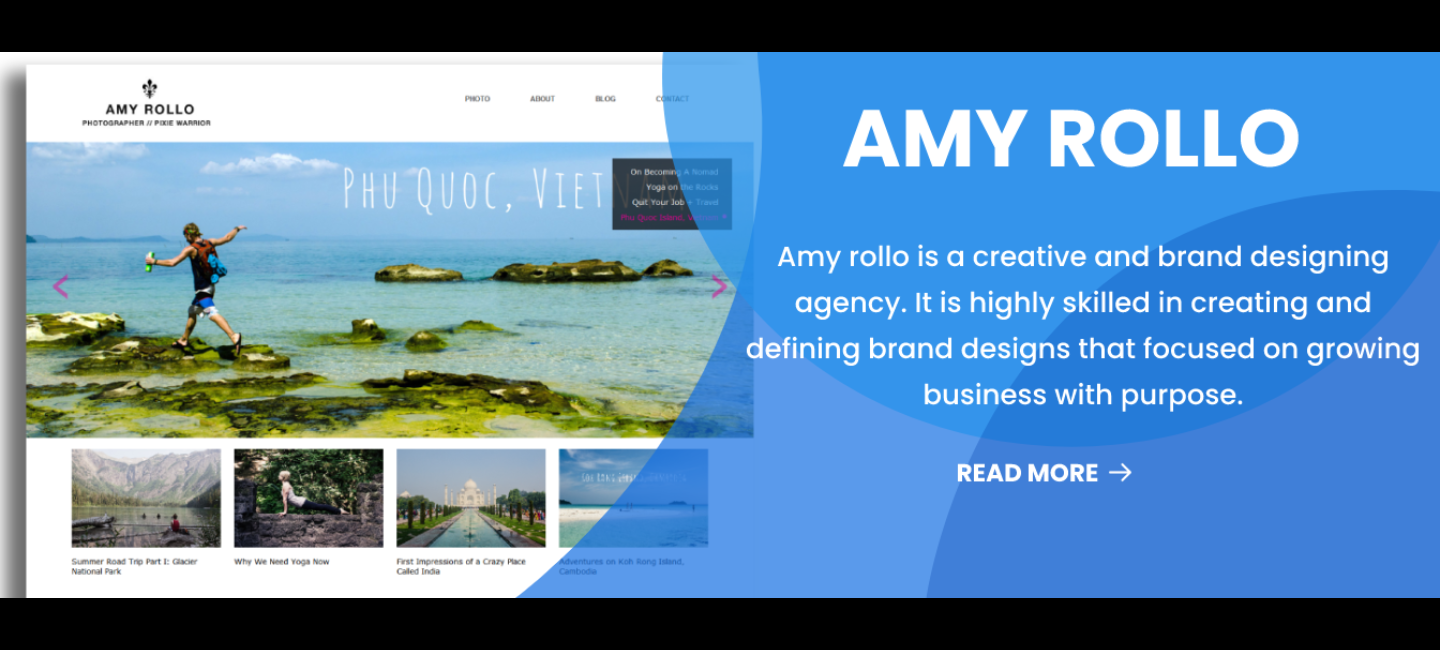 AMY ROLLO
PHOTOGRAPHER // PIXIE WARRIOR
PHOTO ABOUT BLOG CONTACT
PHU QUOC, VIETNAM
On Becoming A Nomad
Yoga on the Rocks
Quit Your Job + Travel
Phu Quoc Island, Vietnam
Summer Road Trip Part I: Glacier
National Park
Why We Need Yoga Now
First Impressions of a Crazy Place
Called India
Adventures on Koh Rong Island,
Cambodia
AMY ROLLO
Amy rollo is a creative and brand designing
agency. It is highly skilled in creating and
defining brand designs that focused on growing
business with purpose.
READ MORE →